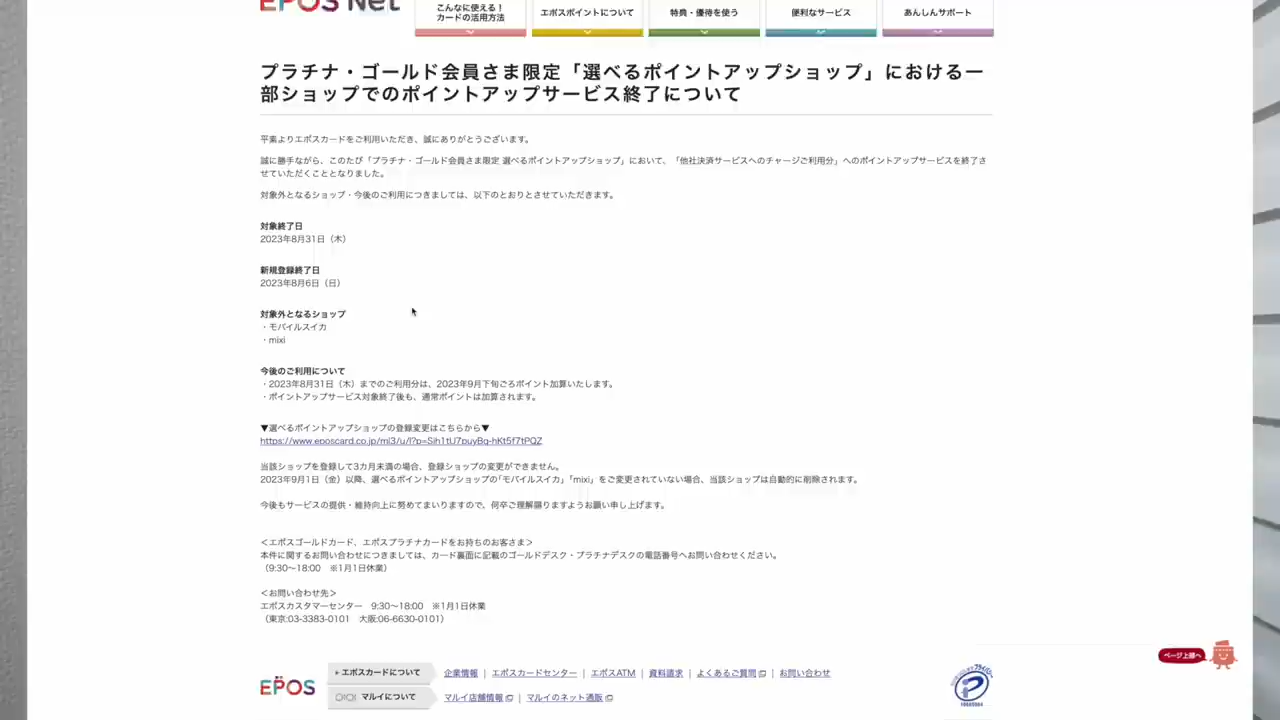 EPOS Net
こんなに使える！
カードの活用方法
エポスポイントについて
特典・優待を使う
便利なサービス
あんしんサポート
プラチナ・ゴールド会員さま限定「選べるポイントアップショップ」における一
部ショップでのポイントアップサービス終了について
平素よりエポスカードをご利用いただき、誠にありがとうございます。
誠に勝手ながら、このたび「プラチナ・ゴールド会員さま限定 選べるポイントアップショップ」において、「他社決済サービスへのチャージご利用分」へのポイントアップサービスを終了さ
せていただくこととなりました。
対象外となるショップ・今後のご利用につきましては、以下のとおりとさせていただきます。
対象終了日
2023年8月31日（木）
新規登録終了日
2023年8月6日（日）
対象外となるショップ
・モバイルスイカ
・mixi
今後のご利用について
・2023年8月31日（木）までのご利用分は、2023年9月下旬ごろポイント加算いたします。
・ポイントアップサービス対象終了後も、通常ポイントは加算されます。
▼選べるポイントアップショップの登録変更はこちらから▼
https://www.eposcard.co.jp/ml3/u/l?p=Sih1tU7puyBq-hKt5f7tPQZ
当該ショップを登録して3カ月未満の場合、登録ショップの変更ができません。
2023年9月1日（金）以降、選べるポイントアップショップの「モバイルスイカ」「mixi」をご変更されていない場合、当該ショップは自動的に削除されます。
今後もサービスの提供・維持向上に努めてまいりますので、何卒ご理解賜りますようお願い申し上げます。
＜エポスゴールドカード、エポスプラチナカードをお持ちのお客さま＞
本件に関するお問い合わせにつきましては、カード裏面に記載のゴールドデスク・プラチナデスクの電話番号へお問い合わせください。
（9:30～18:00　※1月1日休業）
＜お問い合わせ先＞
エポスカスタマーセンター　9:30～18:00　※1月1日休業
（東京:03-3383-0101　大阪:06-6630-0101）
ページ上部へ
EPOS
エポスカードについて
企業情報 | エポスカードセンター | エポスATM | 資料請求 | よくあるご質問 | お問い合わせ
OIOI マルイについて
マルイ店舗情報 | マルイのネット通販